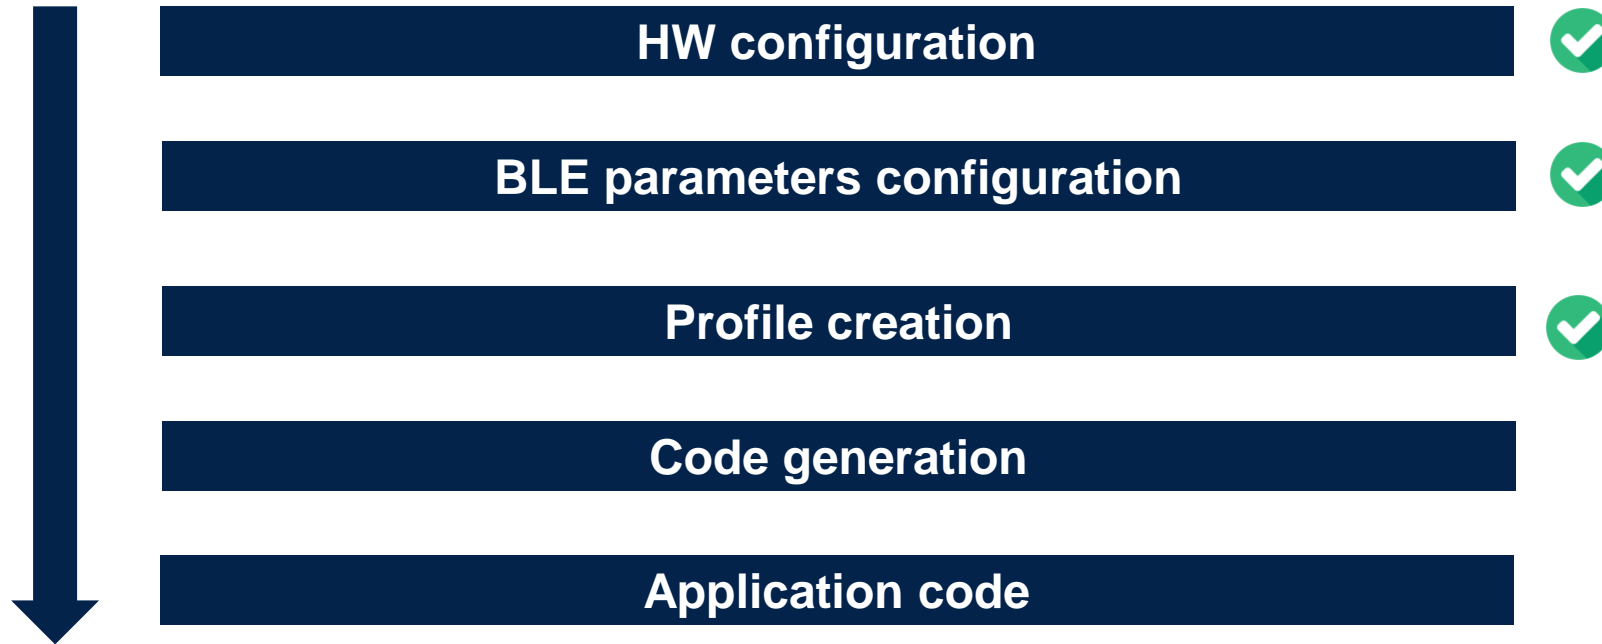 HW configuration
BLE parameters configuration
Profile creation
Code generation
Application code